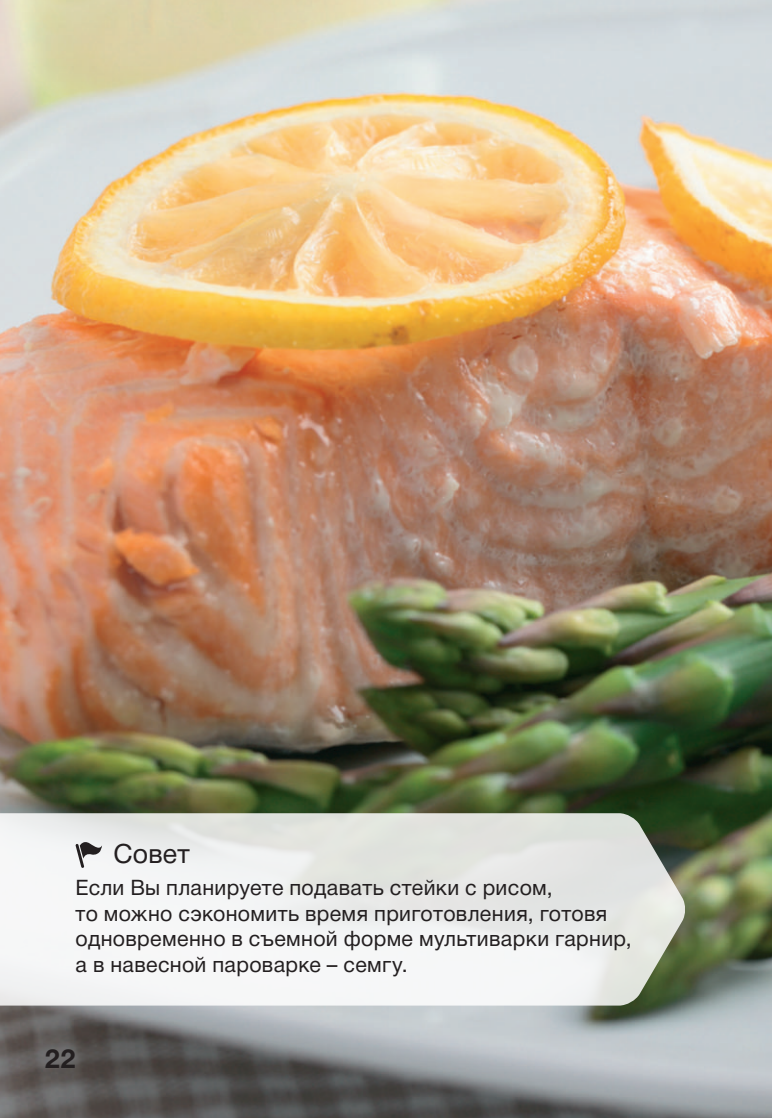 Совет
Если Вы планируете подавать стейки с рисом,
то можно сэкономить время приготовления, готовя
одновременно в съемной форме мультиварки гарнир,
а в навесной пароварке – семгу.
22